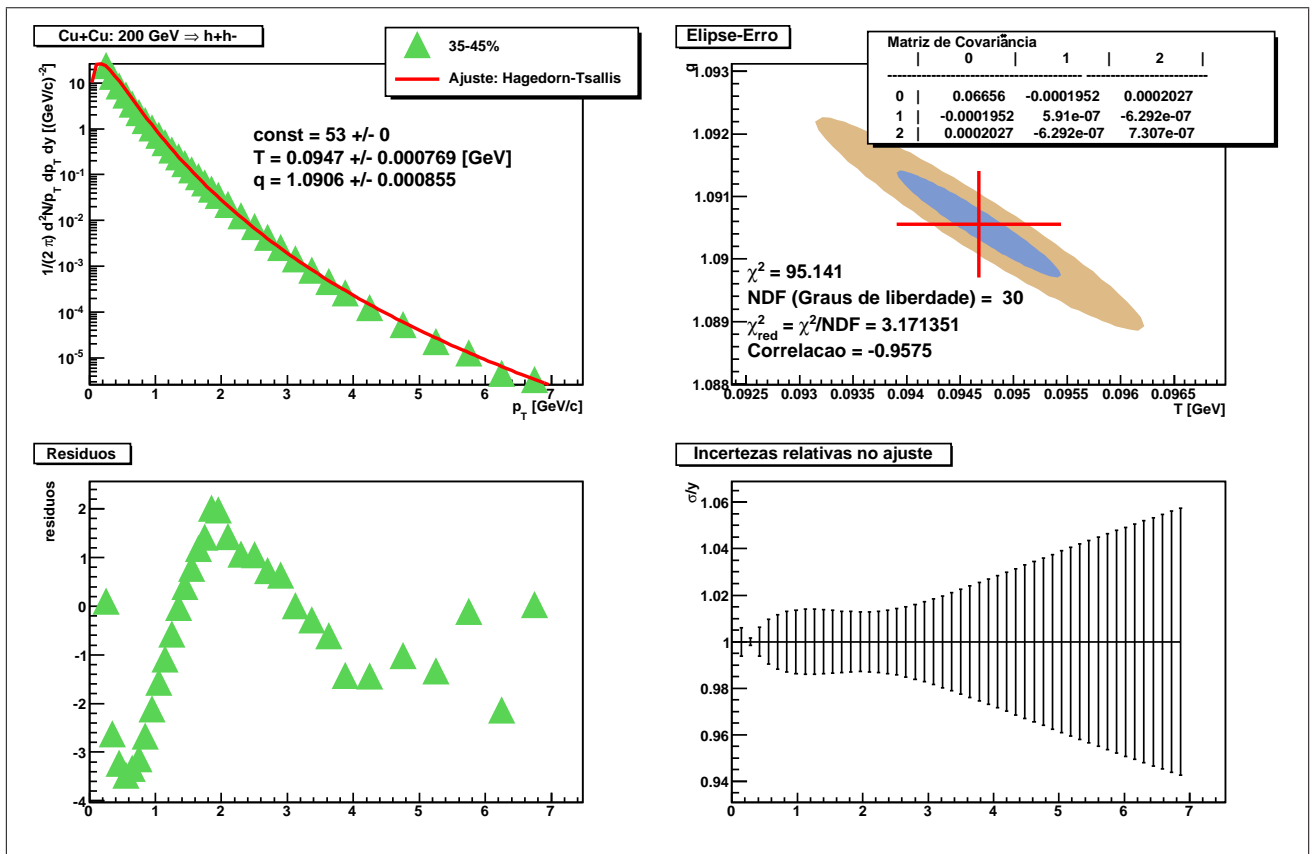 Cu+Cu: 200 GeV ⇒ h+h-
35-45%
Ajuste: Hagedorn-Tsallis
1/(2 π) d²N/p_T dp_T dy [(GeV/c)⁻²]
10
1
10⁻¹
10⁻²
10⁻³
10⁻⁴
10⁻⁵
const = 53 +/- 0
T = 0.0947 +/- 0.000769 [GeV]
q = 1.0906 +/- 0.000855
0 1 2 3 4 5 6 7
p_T [GeV/c]
Elipse-Erro
Matriz de Covariância
| 0 | 1 | 2 |
0 | 0.06656 -0.0001952 0.0002027
1 | -0.0001952 5.91e-07 -6.292e-07
2 | 0.0002027 -6.292e-07 7.307e-07
q
1.093
1.092
1.091
1.09
1.089
1.088
χ² = 95.141
NDF (Graus de liberdade) = 30
χ²_red = χ²/NDF = 3.171351
Correlacao = -0.9575
0.0925 0.093 0.0935 0.094 0.0945 0.095 0.0955 0.096 0.0965
T [GeV]
Residuos
residuos
2
1
0
-1
-2
-3
-4
0 1 2 3 4 5 6 7
Incertezas relativas no ajuste
σ/y
1.06
1.04
1.02
1
0.98
0.96
0.94
0 1 2 3 4 5 6 7